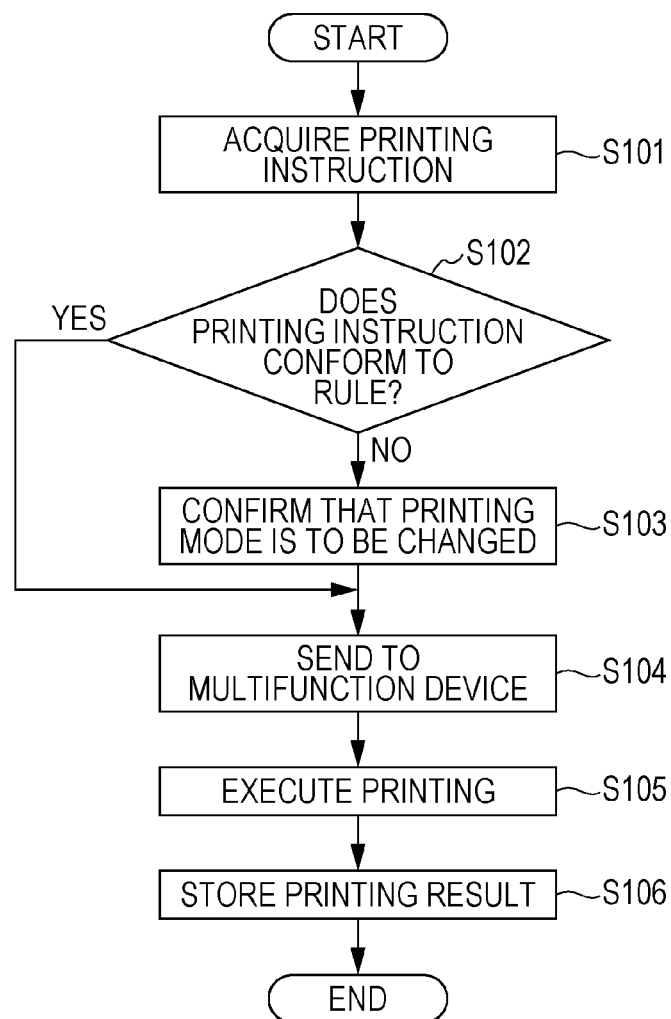 START
ACQUIRE PRINTING
INSTRUCTION
S101
S102
DOES
PRINTING INSTRUCTION
CONFORM TO
RULE?
YES
NO
CONFIRM THAT PRINTING
MODE IS TO BE CHANGED
S103
SEND TO
MULTIFUNCTION DEVICE
S104
EXECUTE PRINTING
S105
STORE PRINTING RESULT
S106
END